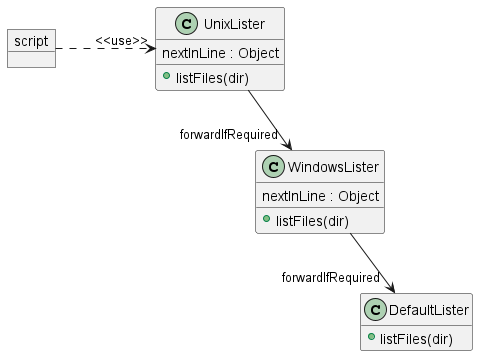 script
<<use>>
C UnixLister
nextInLine : Object
listFiles(dir)
forwardIfRequired
C WindowsLister
nextInLine : Object
listFiles(dir)
forwardIfRequired
C DefaultLister
listFiles(dir)